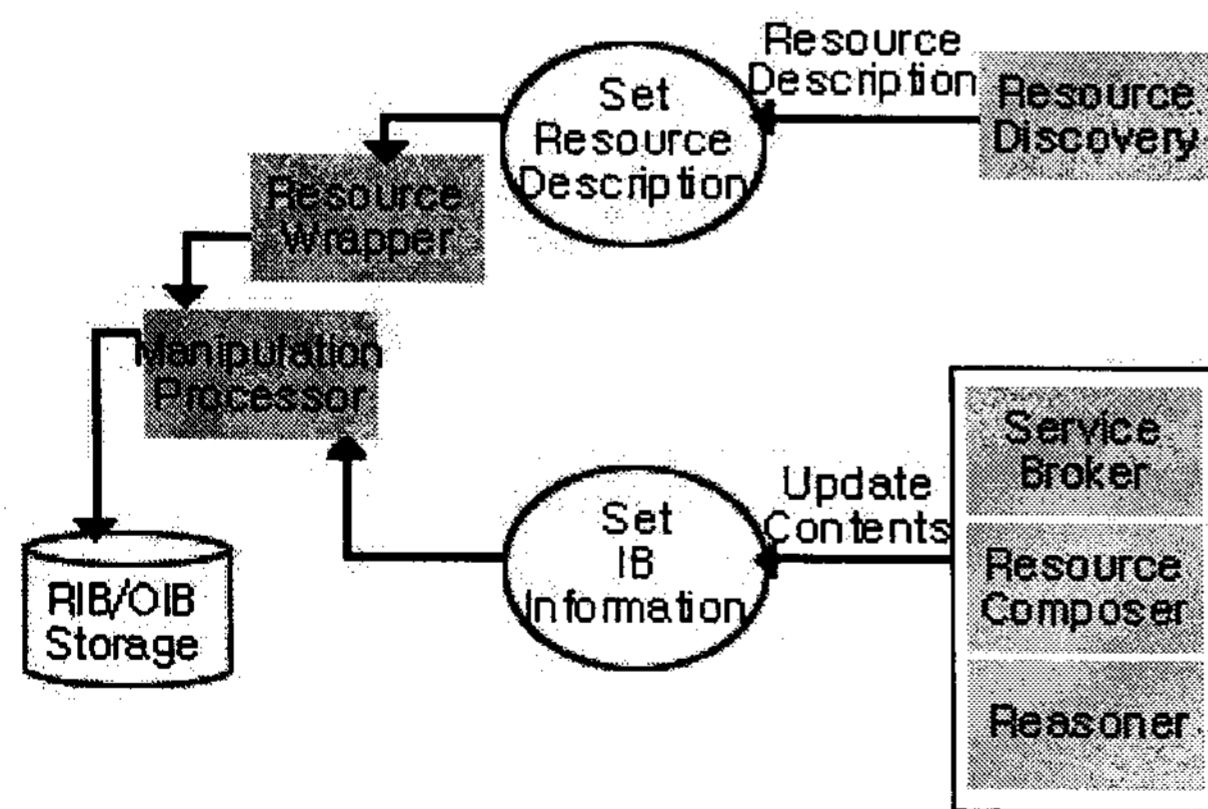 Resource
Description
Resource
Discovery
Set
Resource
Description
Resource
Wrapper
Manipulation
Processor
RIB/OIB
Storage
Set
IB
Information
Update
Contents
Service
Broker
Resource
Composer
Reasoner